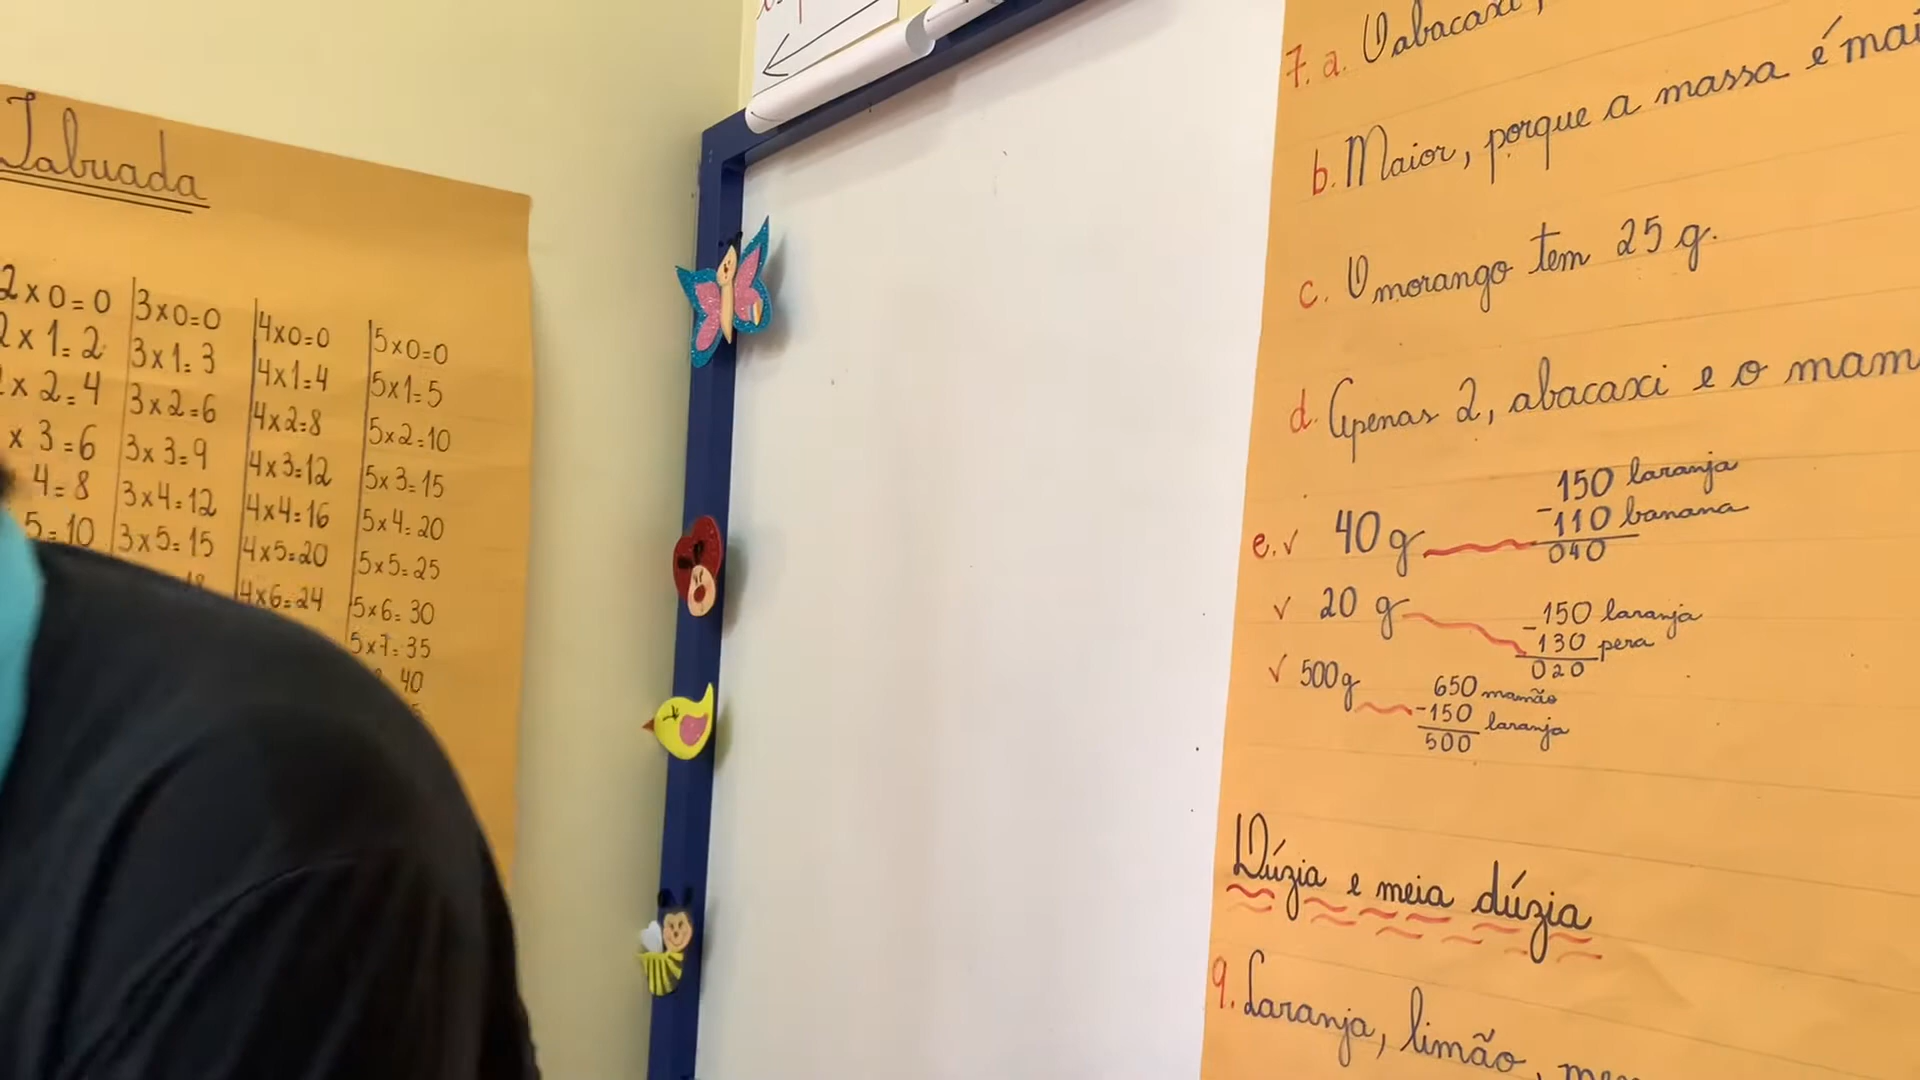 Tabuada
2x0=0
2x1=2
x2=4
x3=6
4=8
5=10
3x0=0
3x1=3
3x2=6
3x3=9
3x4=12
3x5=15
18
4x0=0
4x1=4
4x2=8
4x3=12
4x4=16
4x5=20
4x6=24
5x0=0
5x1=5
5x2=10
5x3=15
5x4=20
5x5=25
5x6=30
5x7=35
40
7. a. O abacaxi,
b. Maior, porque a massa é mai
c. O morango tem 25 g.
d. Apenas 2, abacaxi e o mam
e. √ 40 g
150 laranja
-110 banana
040
√ 20 g
-150 laranja
130 pera
020
√ 500g
650 mamão
-150 laranja
500
Dúzia e meia dúzia
9. Laranja, limão,